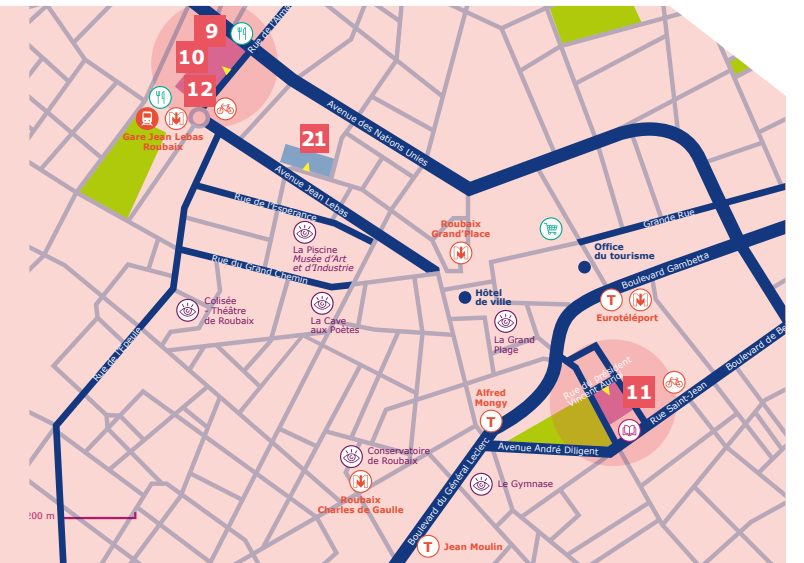 9
Rue de l'Alma
10
12
Gare Jean Lebas
Roubaix
21
Avenue des Nations Unies
Avenue Jean Lebas
Rue de l'Espérance
La Piscine
Musée d'Art
et d'Industrie
Rue du Grand Chemin
Roubaix
Grand'Place
Grande Rue
Office
du tourisme
Boulevard Gambetta
Hôtel
de ville
T
Eurotéléport
Colisée
- Théâtre
de Roubaix
La Cave
aux Poètes
La Grand
Plage
Rue de l'Epeule
Rue du président
Vincent Auriol
11
Boulevard de Be
Rue Saint-Jean
Alfred
Mongy
T
Avenue André Diligent
Conservatoire
de Roubaix
Roubaix
Charles de Gaulle
Boulevard du Général Leclerc
Le Gymnase
200 m
T
Jean Moulin